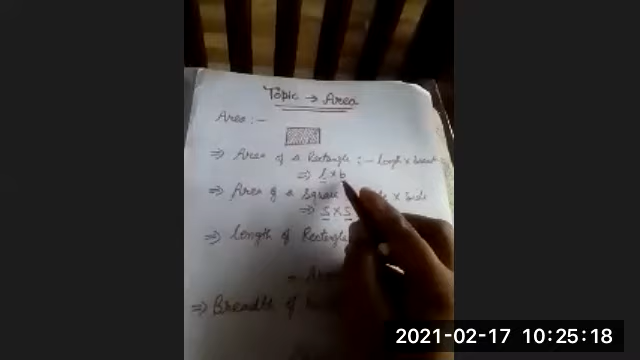 Topic → Area
Area :-
⇒ Area of a Rectangle :- length × breadth
⇒ l × b
⇒ Area of a Square × Side
⇒ S × S
⇒ length of Rectangle
=
⇒ Breadth of
2021-02-17 10:25:18